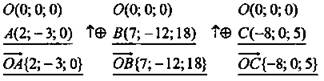 O(0; 0; 0) O(0; 0; 0) O(0; 0; 0)
A(2; −3; 0) ↑⊕ B(7; −12; 18) ↑⊕ C(−8; 0; 5)
OA{2; −3; 0} OB{7; −12; 18} OC{−8; 0; 5}